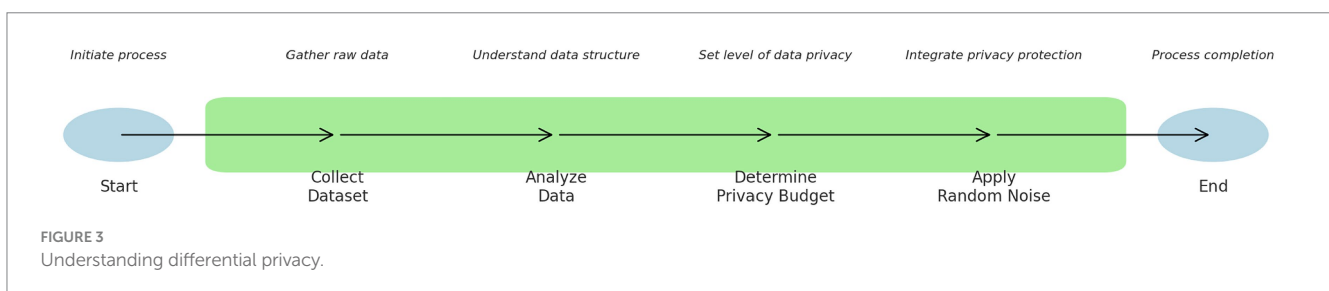 Initiate process
Gather raw data
Understand data structure
Set level of data privacy
Integrate privacy protection
Process completion
Start
Collect
Dataset
Analyze
Data
Determine
Privacy Budget
Apply
Random Noise
End
FIGURE 3
Understanding differential privacy.